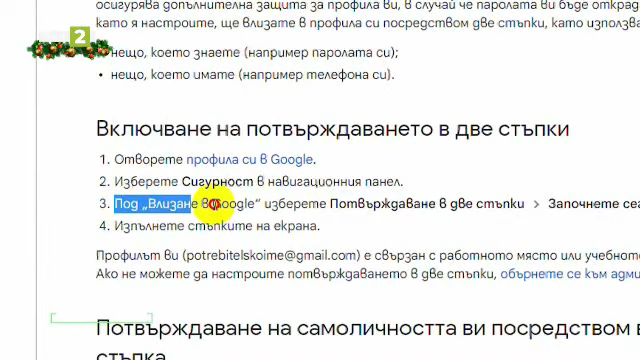 осигурява допълнителна защита за профила ви, в случай че паролата ви бъде
като я настроите, ще влизате в профила си посредством две стъпки, като
2
нещо, което знаете (например паролата си);
• нещо, което имате (например телефона си).
Включване на потвърждаването в две стъпки
1. Отворете профила си в Google.
2. Изберете Сигурност в навигационния панел.
3. Под „Влизане в Google“ изберете Потвърждаване в две стъпки > Започнете
4. Изпълнете стъпките на екрана.
Профилът ви (potrebitelskoime@gmail.com) е свързан с работното място или
Ако не можете да настроите потвърждаването в две стъпки, обърнете се към
Потвърждаване на самоличността ви посредством
стъпка